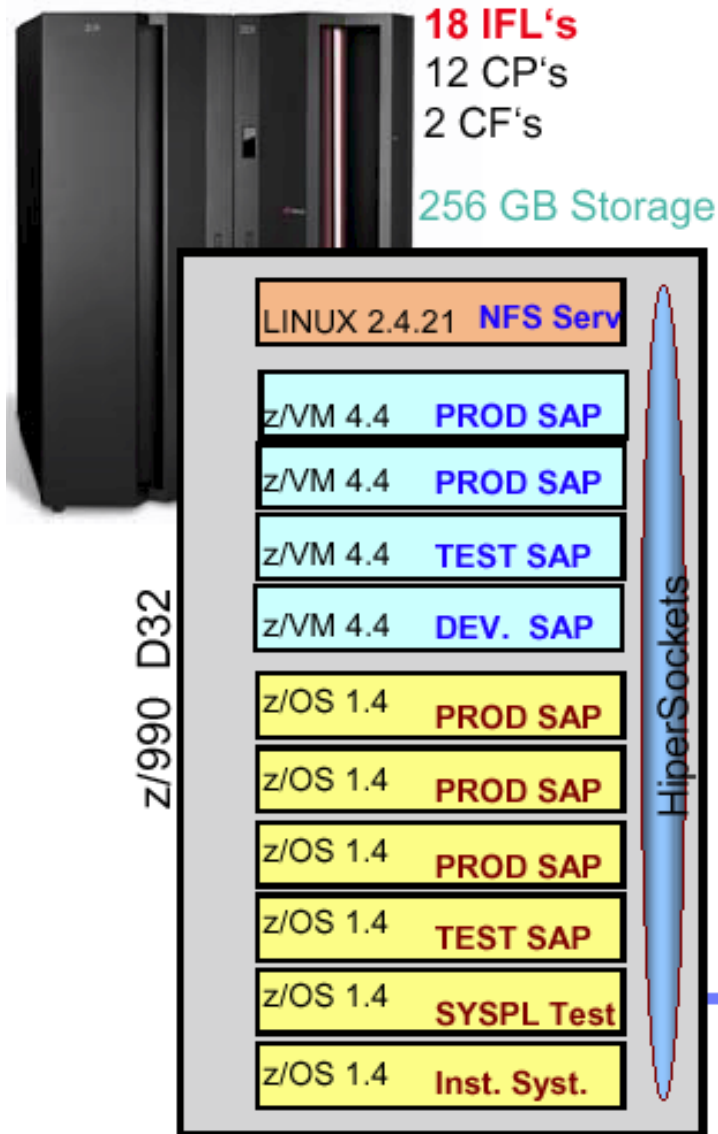 18 IFL‘s
12 CP‘s
2 CF‘s
256 GB Storage
z/990 D32
LINUX 2.4.21 NFS Serv
z/VM 4.4 PROD SAP
z/VM 4.4 PROD SAP
z/VM 4.4 TEST SAP
z/VM 4.4 DEV. SAP
z/OS 1.4 PROD SAP
z/OS 1.4 PROD SAP
z/OS 1.4 PROD SAP
z/OS 1.4 TEST SAP
z/OS 1.4 SYSPL Test
z/OS 1.4 Inst. Syst.
HiperSockets